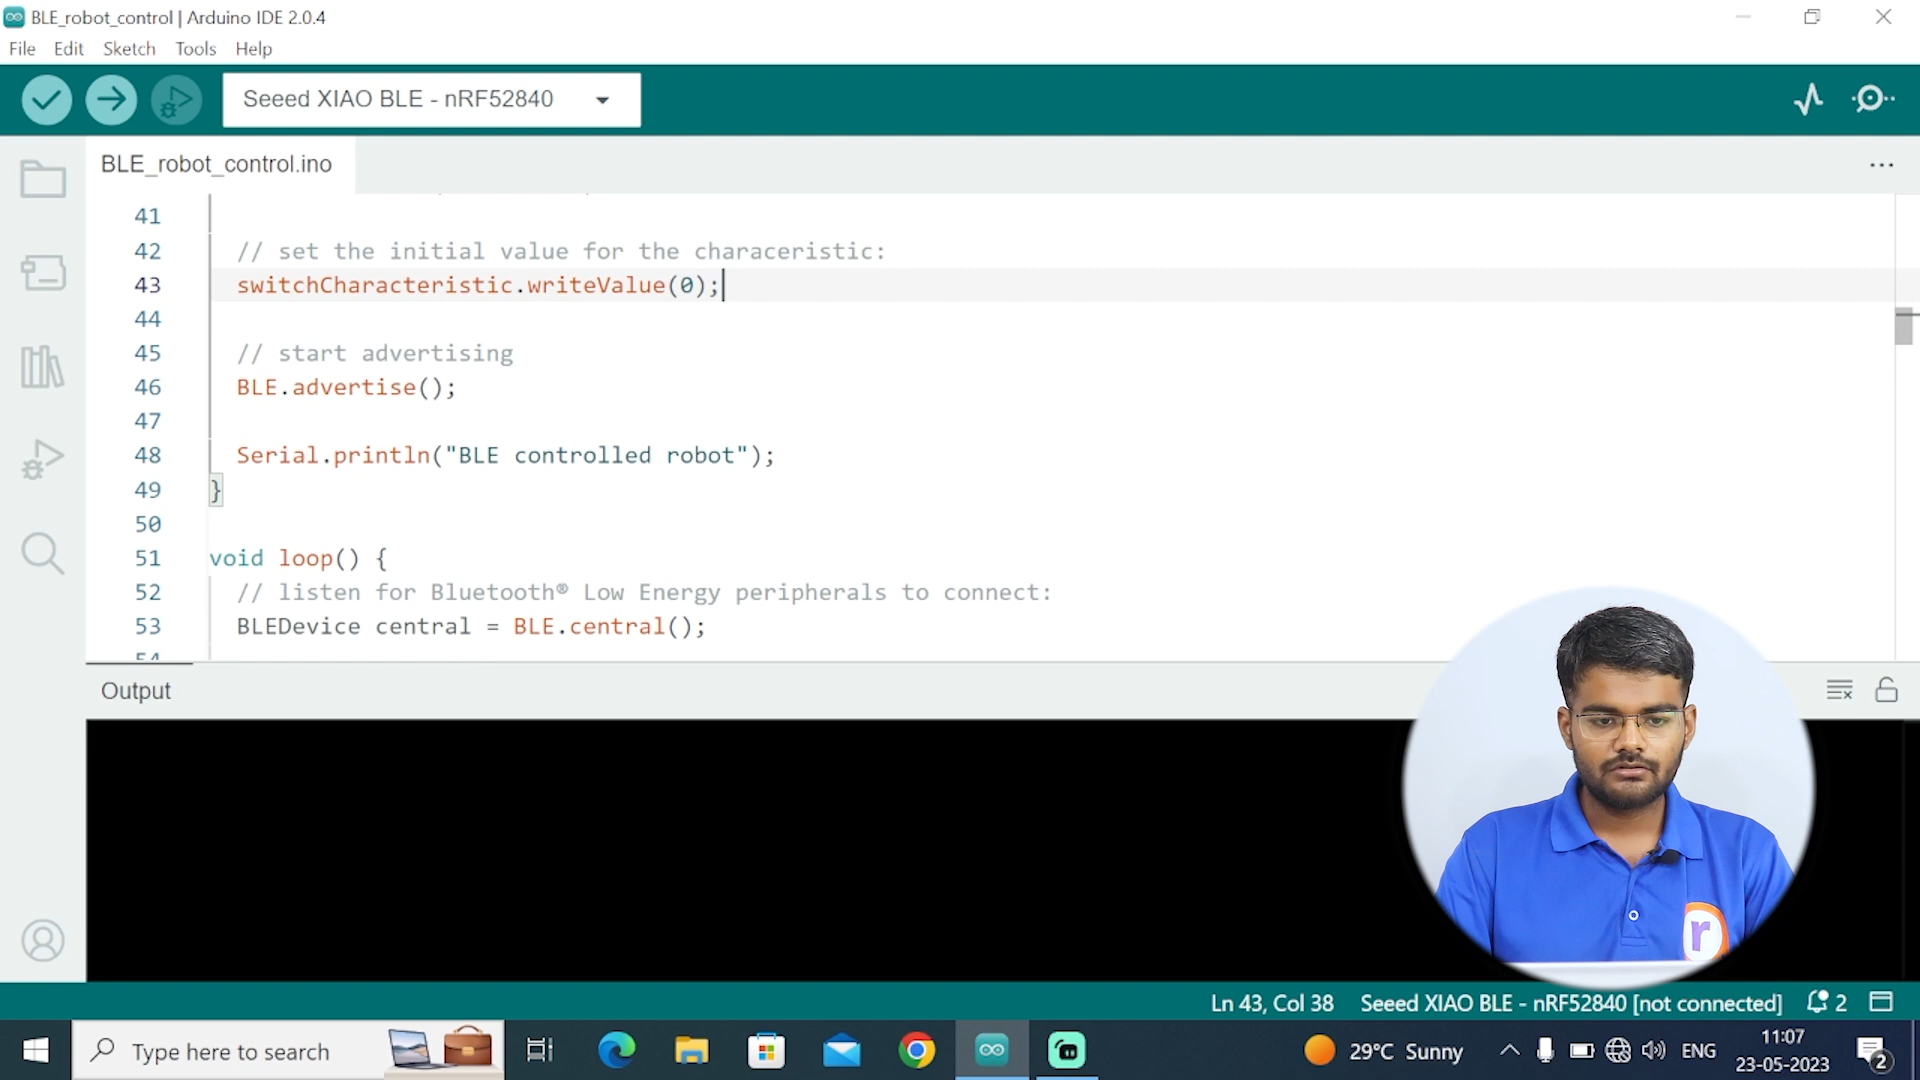 BLE_robot_control | Arduino IDE 2.0.4
File Edit Sketch Tools Help
Seeed XIAO BLE - nRF52840
BLE_robot_control.ino
41
42 // set the initial value for the characeristic:
43 switchCharacteristic.writeValue(0);
44
45 // start advertising
46 BLE.advertise();
47
48 Serial.println("BLE controlled robot");
49 }
50
51 void loop() {
52 // listen for Bluetooth® Low Energy peripherals to connect:
53 BLEDevice central = BLE.central();
54
Output
r
Ln 43, Col 38 Seeed XIAO BLE - nRF52840 [not connected] 2
Type here to search
29°C Sunny
ENG
11:07
23-05-2023
2